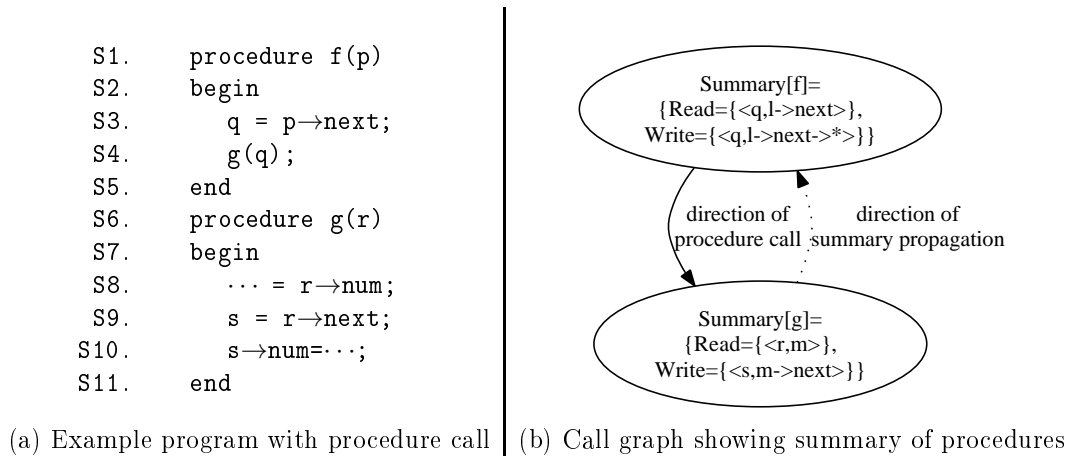 S1. procedure f(p)
S2. begin
S3. q = p→next;
S4. g(q);
S5. end
S6. procedure g(r)
S7. begin
S8. ··· = r→num;
S9. s = r→next;
S10. s→num=···;
S11. end
(a) Example program with procedure call
Summary[f]=
{Read={<q,l->next>},
Write={<q,l->next->*>}}
direction of
procedure call
direction of
summary propagation
Summary[g]=
{Read={<r,m>},
Write={<s,m->next>}}
(b) Call graph showing summary of procedures